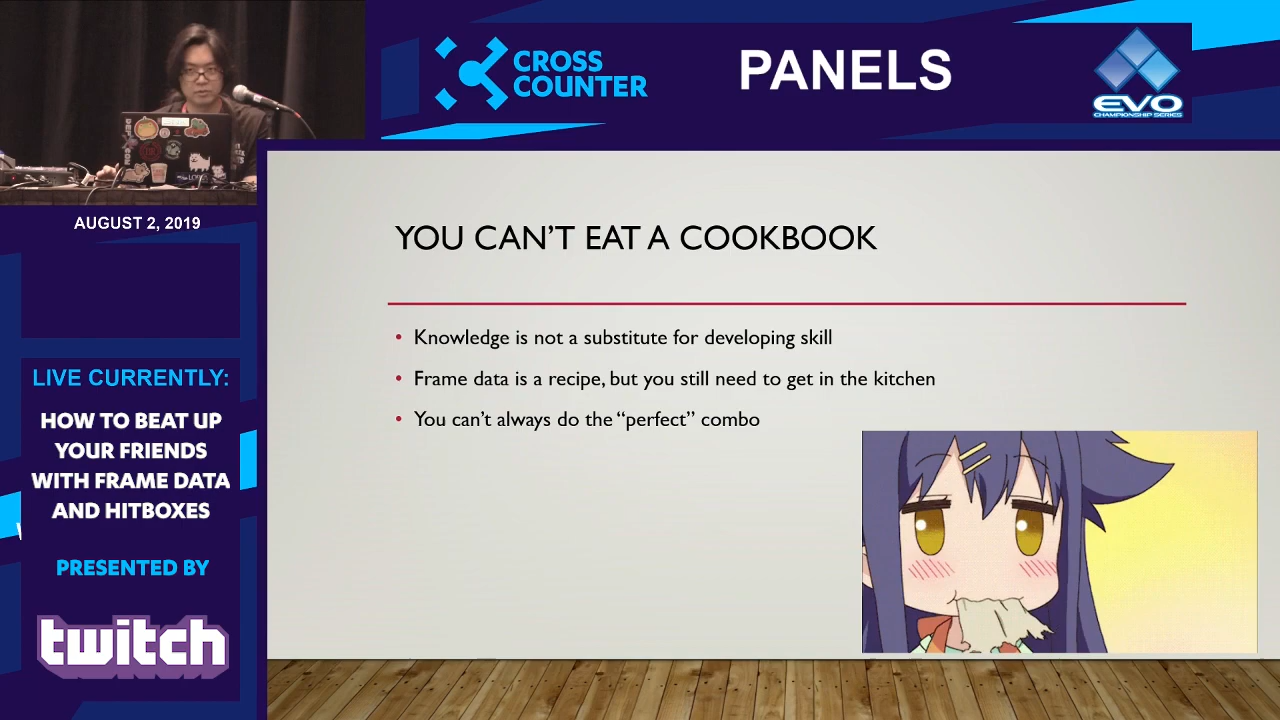 CROSS
COUNTER
PANELS
EVO
CHAMPIONSHIP SERIES
AUGUST 2, 2019
YOU CAN'T EAT A COOKBOOK
• Knowledge is not a substitute for developing skill
• Frame data is a recipe, but you still need to get in the kitchen
• You can't always do the “perfect” combo
LIVE CURRENTLY:
HOW TO BEAT UP
YOUR FRIENDS
WITH FRAME DATA
AND HITBOXES
PRESENTED BY
twitch